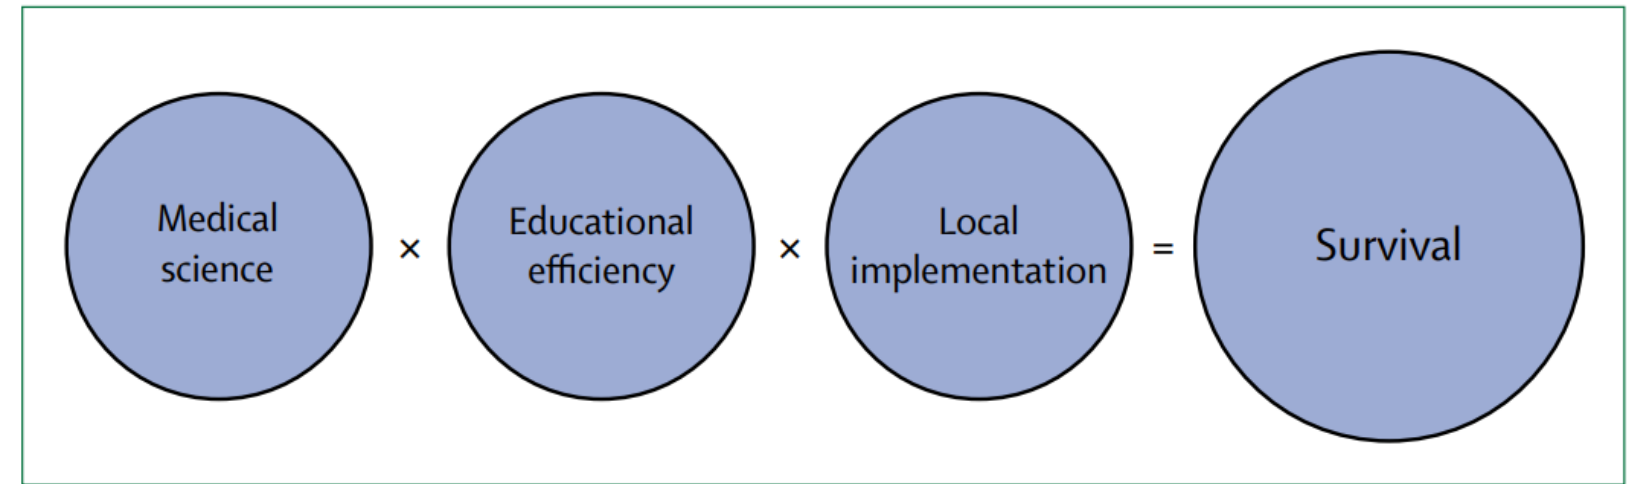 Medical
science
×
Educational
efficiency
×
Local
implementation
=
Survival